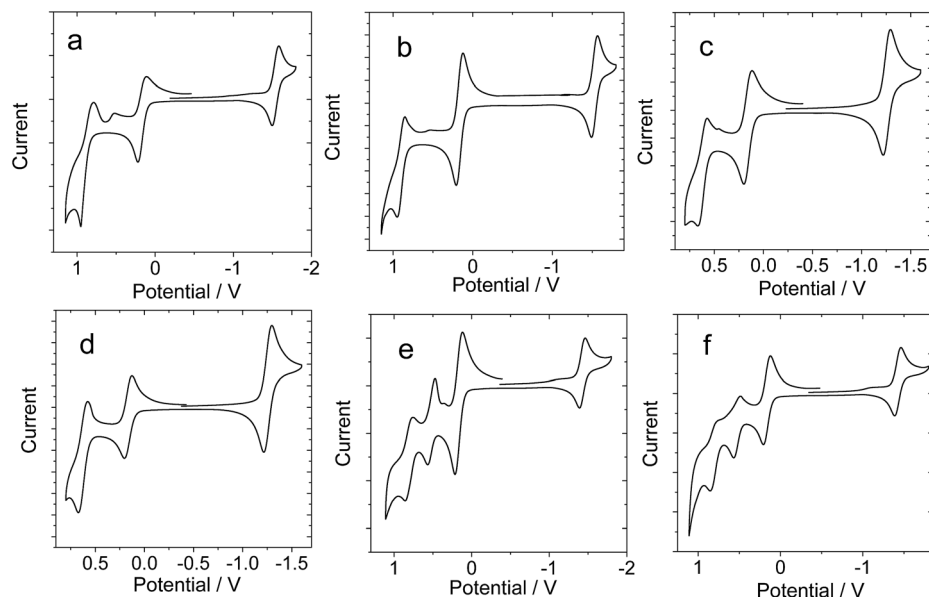 a
b
c
Current
Current
Current
1
0
-1
-2
1
0
-1
0.5
0.0
-0.5
-1.0
-1.5
Potential / V
Potential / V
Potential / V
d
e
f
Current
Current
Current
0.5
0.0
-0.5
-1.0
-1.5
1
0
-1
-2
1
0
-1
Potential / V
Potential / V
Potential / V